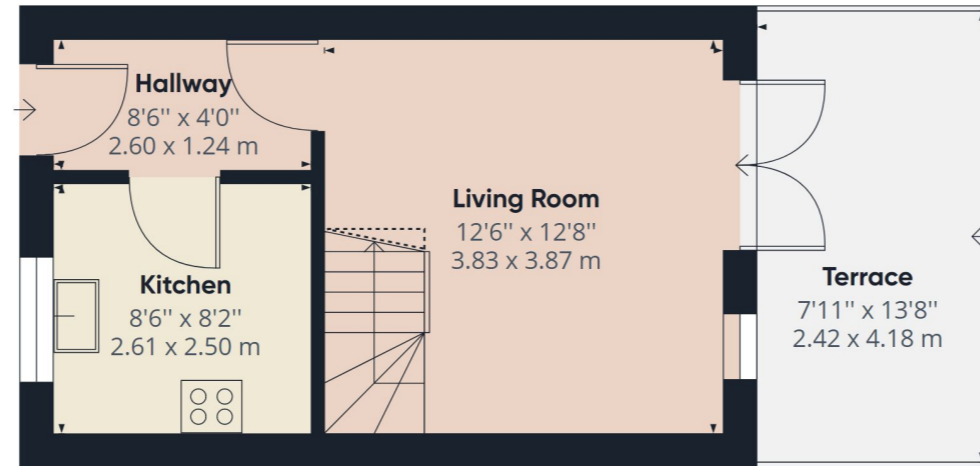 Hallway
8'6'' x 4'0''
2.60 x 1.24 m
Living Room
12'6'' x 12'8''
3.83 x 3.87 m
Kitchen
8'6'' x 8'2''
2.61 x 2.50 m
Terrace
7'11'' x 13'8''
2.42 x 4.18 m